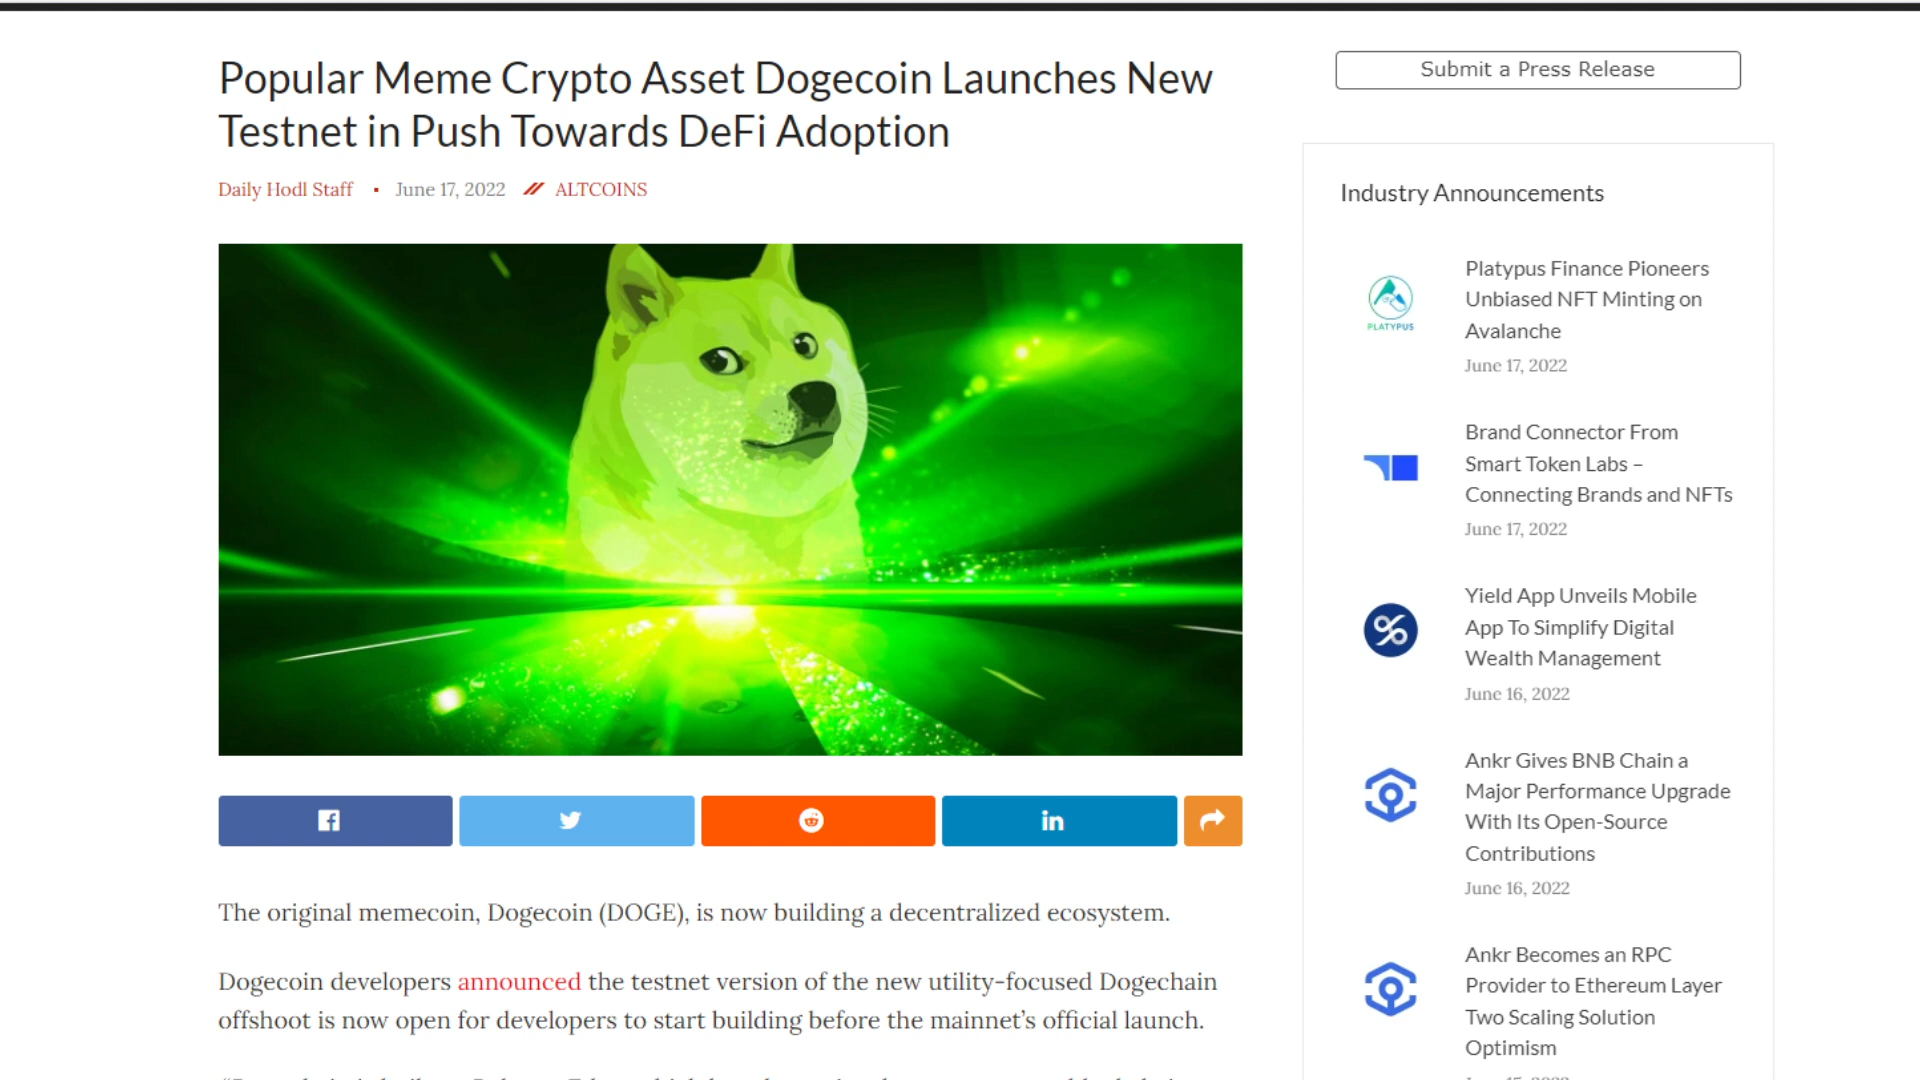 Popular Meme Crypto Asset Dogecoin Launches New
Testnet in Push Towards DeFi Adoption
Daily Hodl Staff • June 17, 2022 // ALTCOINS
The original memecoin, Dogecoin (DOGE), is now building a decentralized ecosystem.
Dogecoin developers announced the testnet version of the new utility-focused Dogechain
offshoot is now open for developers to start building before the mainnet’s official launch.
Submit a Press Release
Industry Announcements
PLATYPUS
Platypus Finance Pioneers
Unbiased NFT Minting on
Avalanche
June 17, 2022
Brand Connector From
Smart Token Labs –
Connecting Brands and NFTs
June 17, 2022
Yield App Unveils Mobile
App To Simplify Digital
Wealth Management
June 16, 2022
Ankr Gives BNB Chain a
Major Performance Upgrade
With Its Open-Source
Contributions
June 16, 2022
Ankr Becomes an RPC
Provider to Ethereum Layer
Two Scaling Solution
Optimism